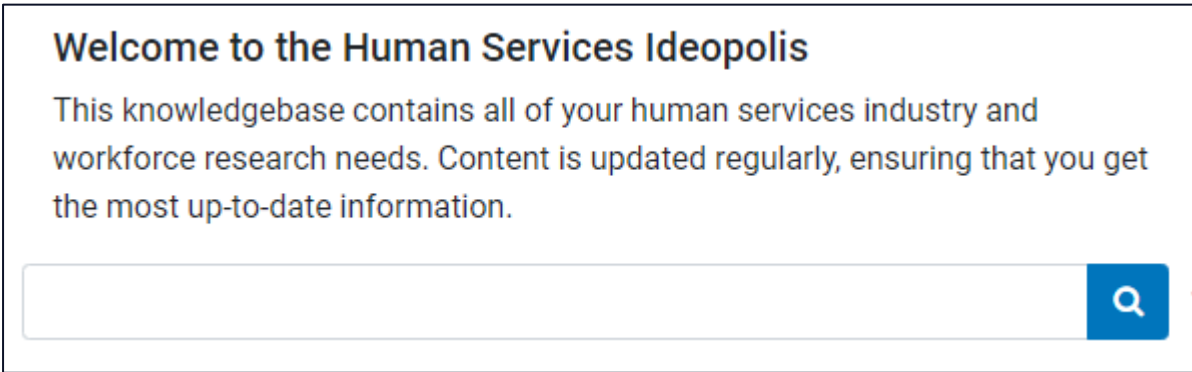 Welcome to the Human Services Ideopolis
This knowledgebase contains all of your human services industry and
workforce research needs. Content is updated regularly, ensuring that you get
the most up-to-date information.